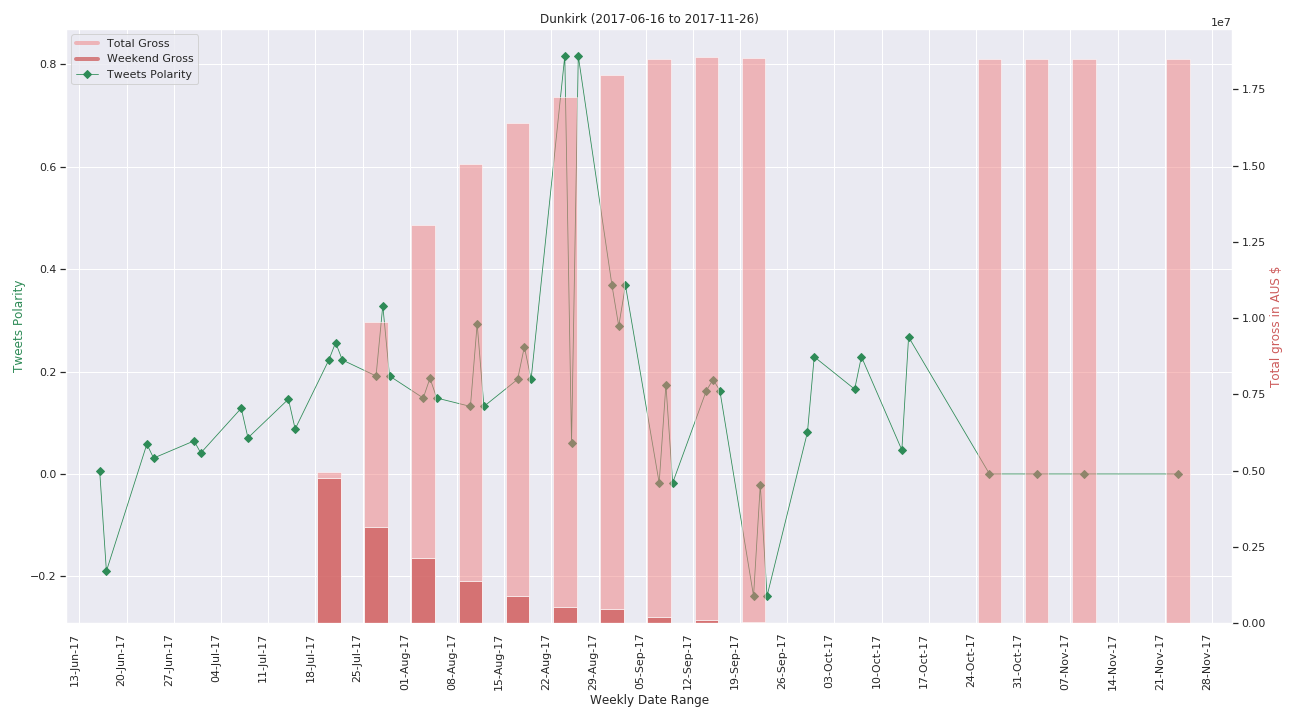 Dunkirk (2017-06-16 to 2017-11-26)
1e7
Total Gross
Weekend Gross
Tweets Polarity
0.8
0.6
0.4
0.2
0.0
−0.2
Tweets Polarity
1.75
1.50
1.25
1.00
0.75
0.50
0.25
0.00
Total gross in AUS $
13-Jun-17
20-Jun-17
27-Jun-17
04-Jul-17
11-Jul-17
18-Jul-17
25-Jul-17
01-Aug-17
08-Aug-17
15-Aug-17
22-Aug-17
29-Aug-17
05-Sep-17
12-Sep-17
19-Sep-17
26-Sep-17
03-Oct-17
10-Oct-17
17-Oct-17
24-Oct-17
31-Oct-17
07-Nov-17
14-Nov-17
21-Nov-17
28-Nov-17
Weekly Date Range